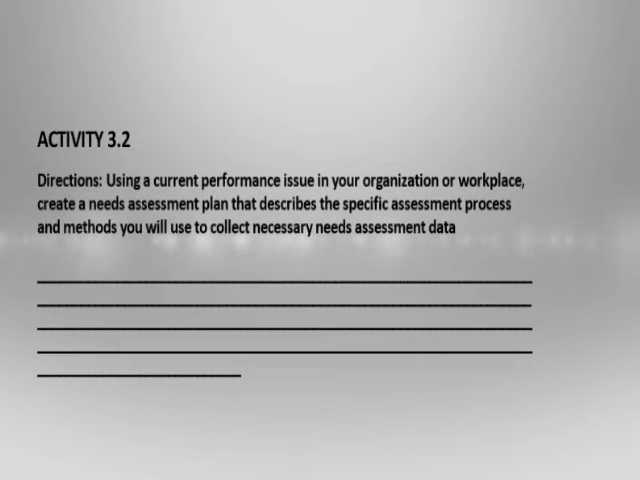 ACTIVITY 3.2
Directions: Using a current performance issue in your organization or workplace,
create a needs assessment plan that describes the specific assessment process
and methods you will use to collect necessary needs assessment data